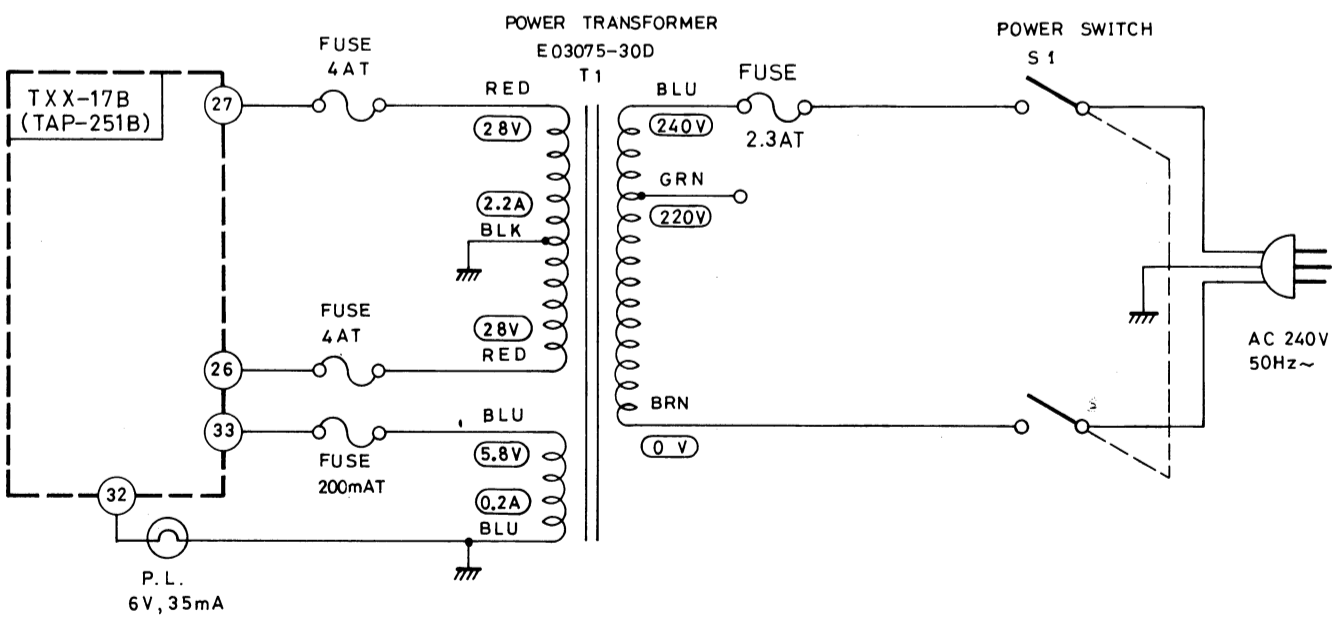 POWER TRANSFORMER
E03075-30D
T1
POWER SWITCH
S1
FUSE
4AT
FUSE
2.3AT
TXX-17B
(TAP-251B)
27
RED
28V
2.2A
BLK
28V
RED
BLU
240V
GRN
220V
BRN
0 V
FUSE
4AT
26
33
FUSE
200mAT
BLU
5.8V
0.2A
BLU
32
P.L.
6V, 35mA
AC 240V
50Hz~